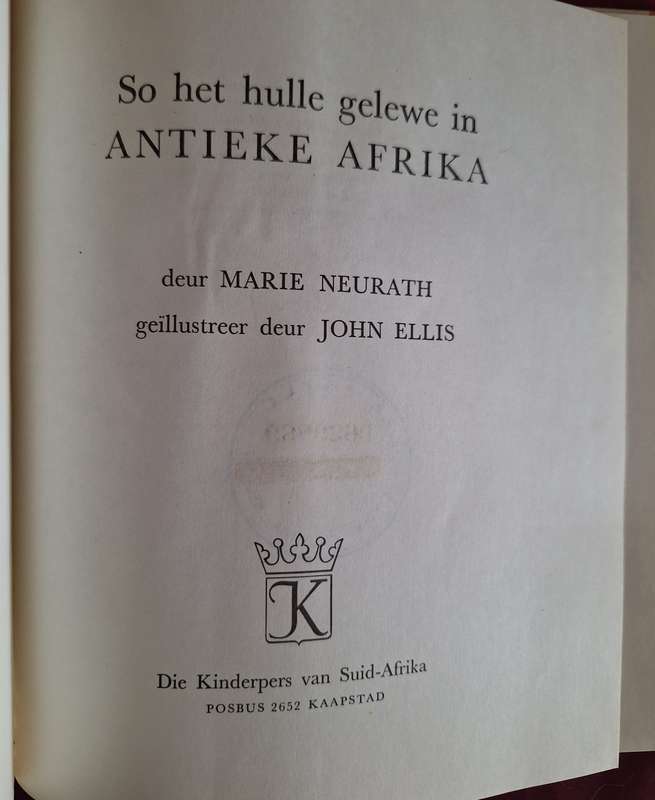 So het hulle gelewe in
ANTIEKE AFRIKA
deur MARIE NEURATH
geïllustreer deur JOHN ELLIS
K
Die Kinderpers van Suid-Afrika
POSBUS 2652 KAAPSTAD